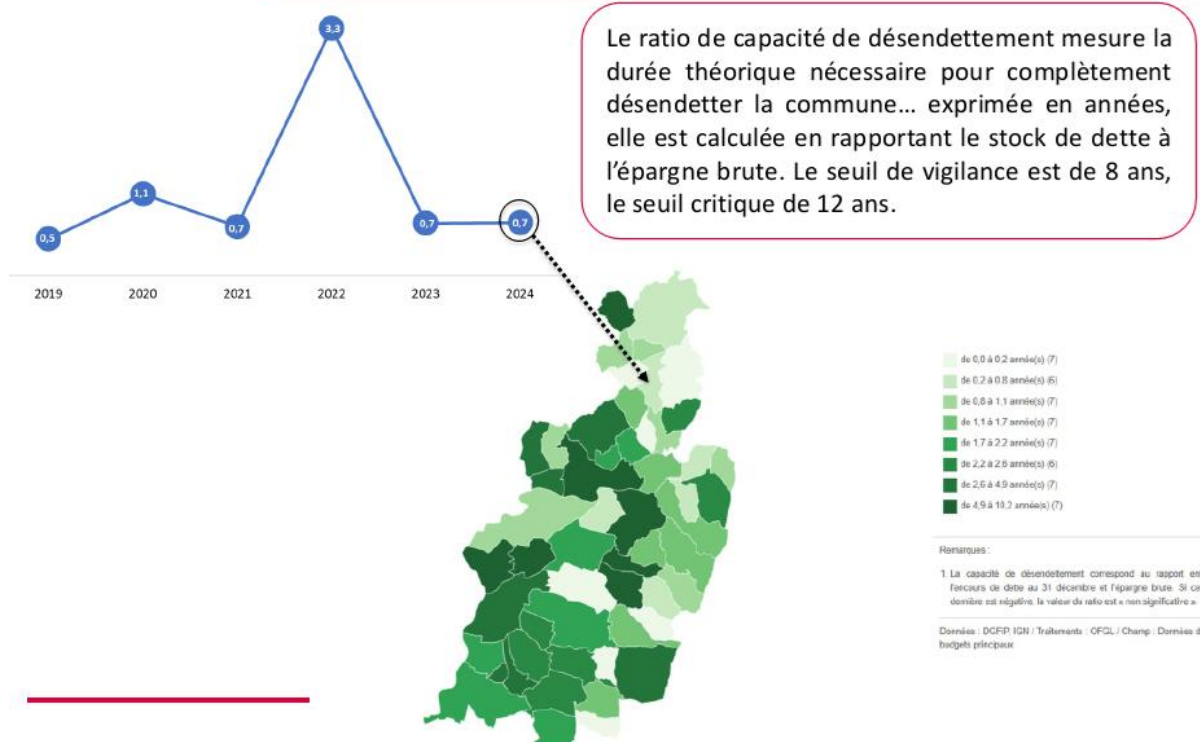 3,3
1,1
0,5
0,7
0,7
0,7
2019 2020 2021 2022 2023 2024
Le ratio de capacité de désendettement mesure la
durée théorique nécessaire pour complètement
désendetter la commune… exprimée en années,
elle est calculée en rapportant le stock de dette à
l’épargne brute. Le seuil de vigilance est de 8 ans,
le seuil critique de 12 ans.
de 0,0 à 0,2 année(s) (7)
de 0,2 à 0,8 année(s) (6)
de 0,8 à 1,1 année(s) (7)
de 1,1 à 1,7 année(s) (7)
de 1,7 à 2,2 année(s) (7)
de 2,2 à 2,6 année(s) (6)
de 2,6 à 4,9 année(s) (7)
de 4,9 à 10,2 année(s) (7)
Remarques :
1. La capacité de désendettement correspond au rapport en
l'encours de dette au 31 décembre et l'épargne brute. Si ce
dernière est négative, la valeur du ratio est « non significative »
Données : DGFIP, IGN / Traitements : OFGL / Champ : Données d
budgets principaux